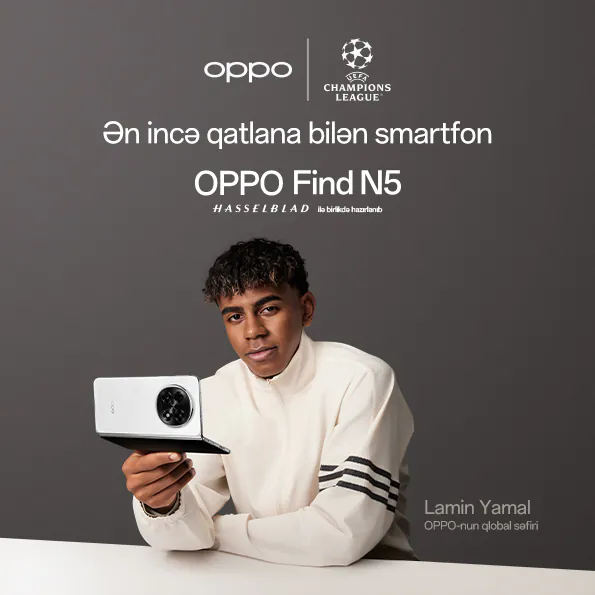 oppo
UEFA
CHAMPIONS
LEAGUE
Ən incə qatlana bilən smartfon
OPPO Find N5
HASSELBLAD ilə birlikdə hazırlanıb
oppo
Lamin Yamal
OPPO-nun qlobal səfiri